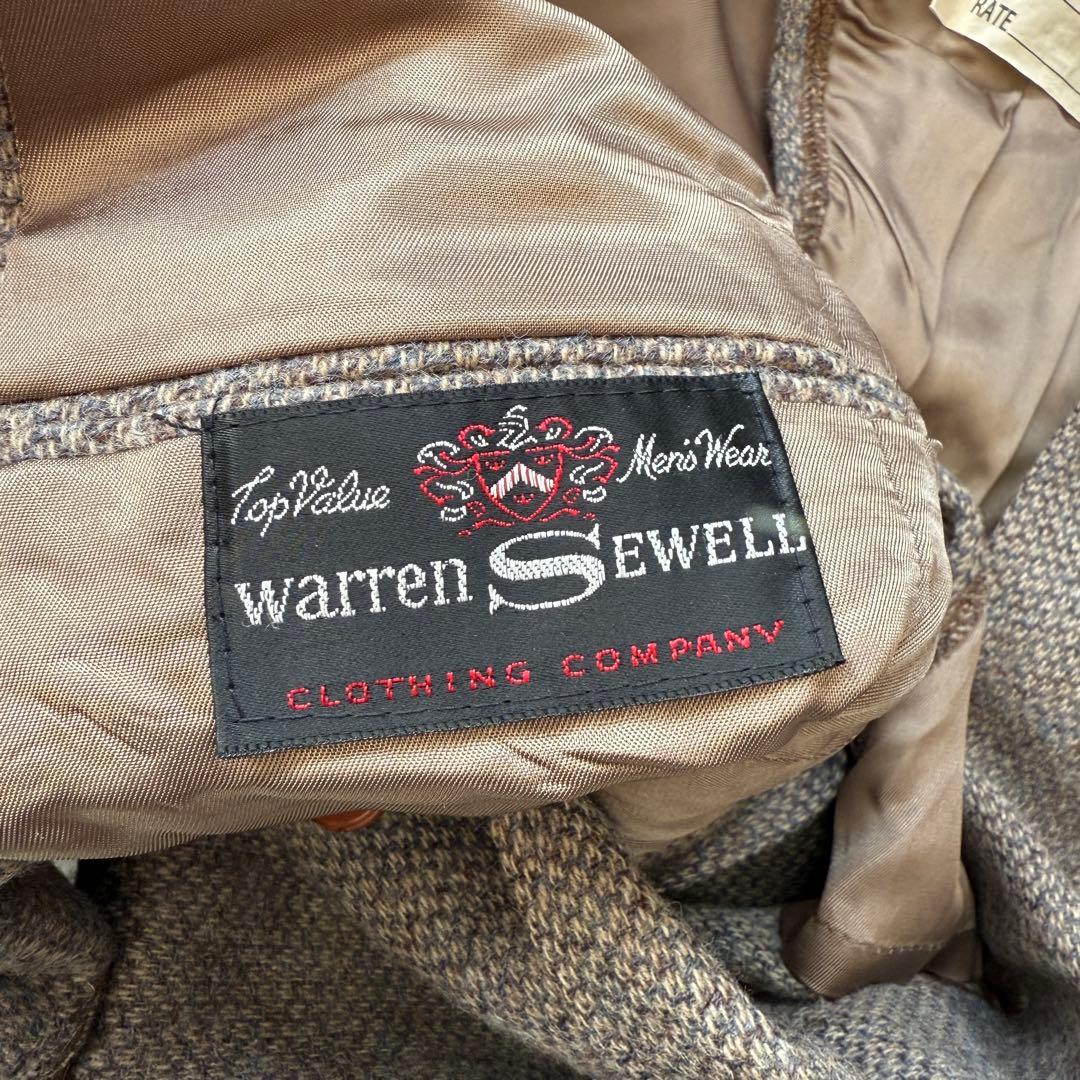 RATE
Top Value Men's Wear
warren SEWELL
CLOTHING COMPANY